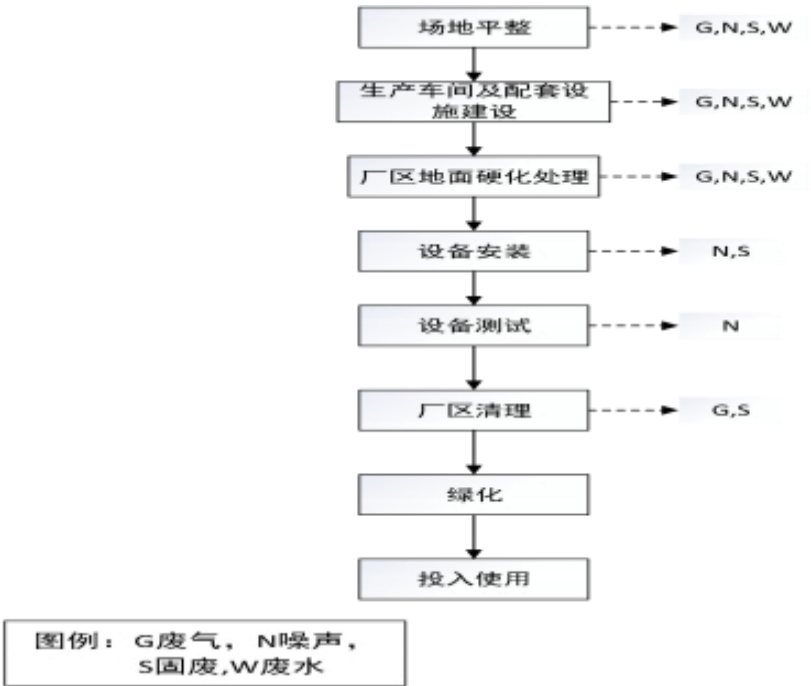 场地平整
G,N,S,W
生产车间及配套设
施建设
G,N,S,W
厂区地面硬化处理
G,N,S,W
设备安装
N,S
设备测试
N
厂区清理
G,S
绿化
投入使用
图例：G废气，N噪声，
S固废,W废水